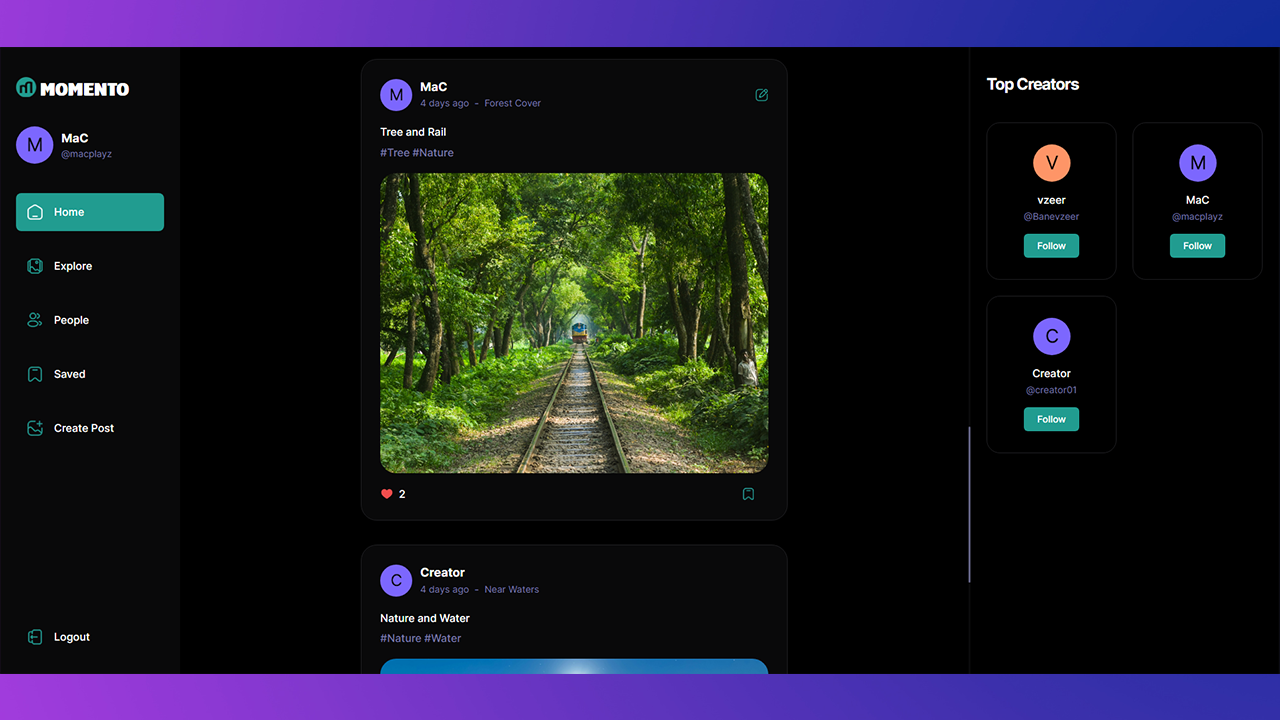 MOMENTO
M
MaC
@macplayz
Home
Explore
People
Saved
Create Post
Logout
M
MaC
4 days ago - Forest Cover
Tree and Rail
#Tree #Nature
2
C
Creator
4 days ago - Near Waters
Nature and Water
#Nature #Water
Top Creators
V
vzeer
@Banevzeer
Follow
M
MaC
@macplayz
Follow
C
Creator
@creator01
Follow